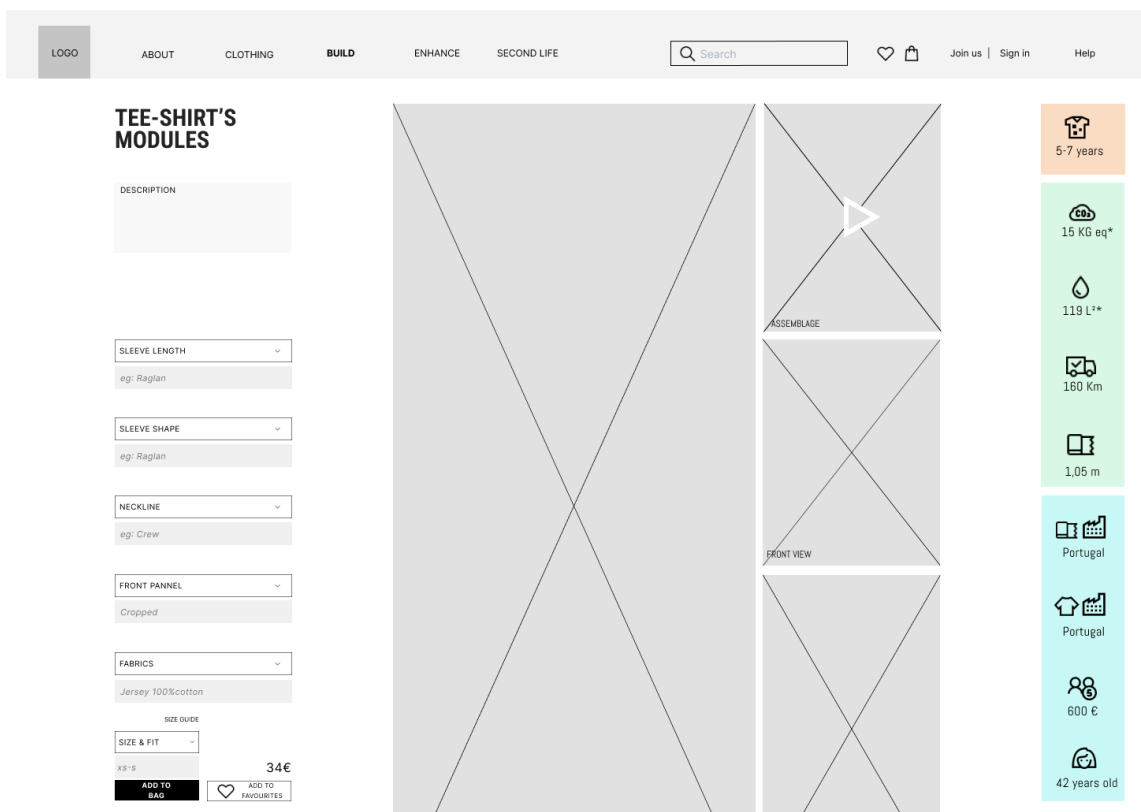 LOGO
ABOUT
CLOTHING
BUILD
ENHANCE
SECOND LIFE
Search
Join us |
Sign in
Help
TEE-SHIRT'S
MODULES
DESCRIPTION
SLEEVE LENGTH
eg: Raglan
SLEEVE SHAPE
eg: Raglan
NECKLINE
eg: Crew
FRONT PANNEL
Cropped
FABRICS
Jersey 100%cotton
SIZE GUIDE
SIZE & FIT
xs-s
34€
ADD TO
BAG
ADD TO
FAVOURITES
ASSEMBLAGE
FRONT VIEW
5-7 years
CO₂
15 KG eq*
119 L²*
160 Km
1,05 m
Portugal
Portugal
600 €
42 years old